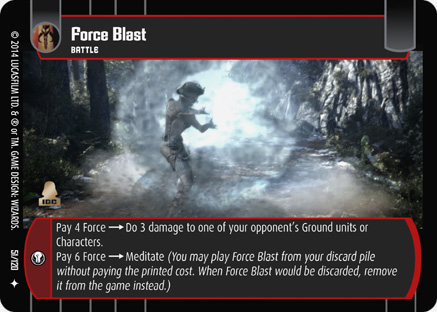 Force Blast
BATTLE
© 2014 LUCASFILM LTD. & ® or TM. GAME DESIGN: WIZARDS.
IDC
Pay 4 Force → Do 3 damage to one of your opponent's Ground units or
Characters.
Pay 6 Force → Meditate (You may play Force Blast from your discard pile
without paying the printed cost. When Force Blast would be discarded, remove
it from the game instead.)
51/120